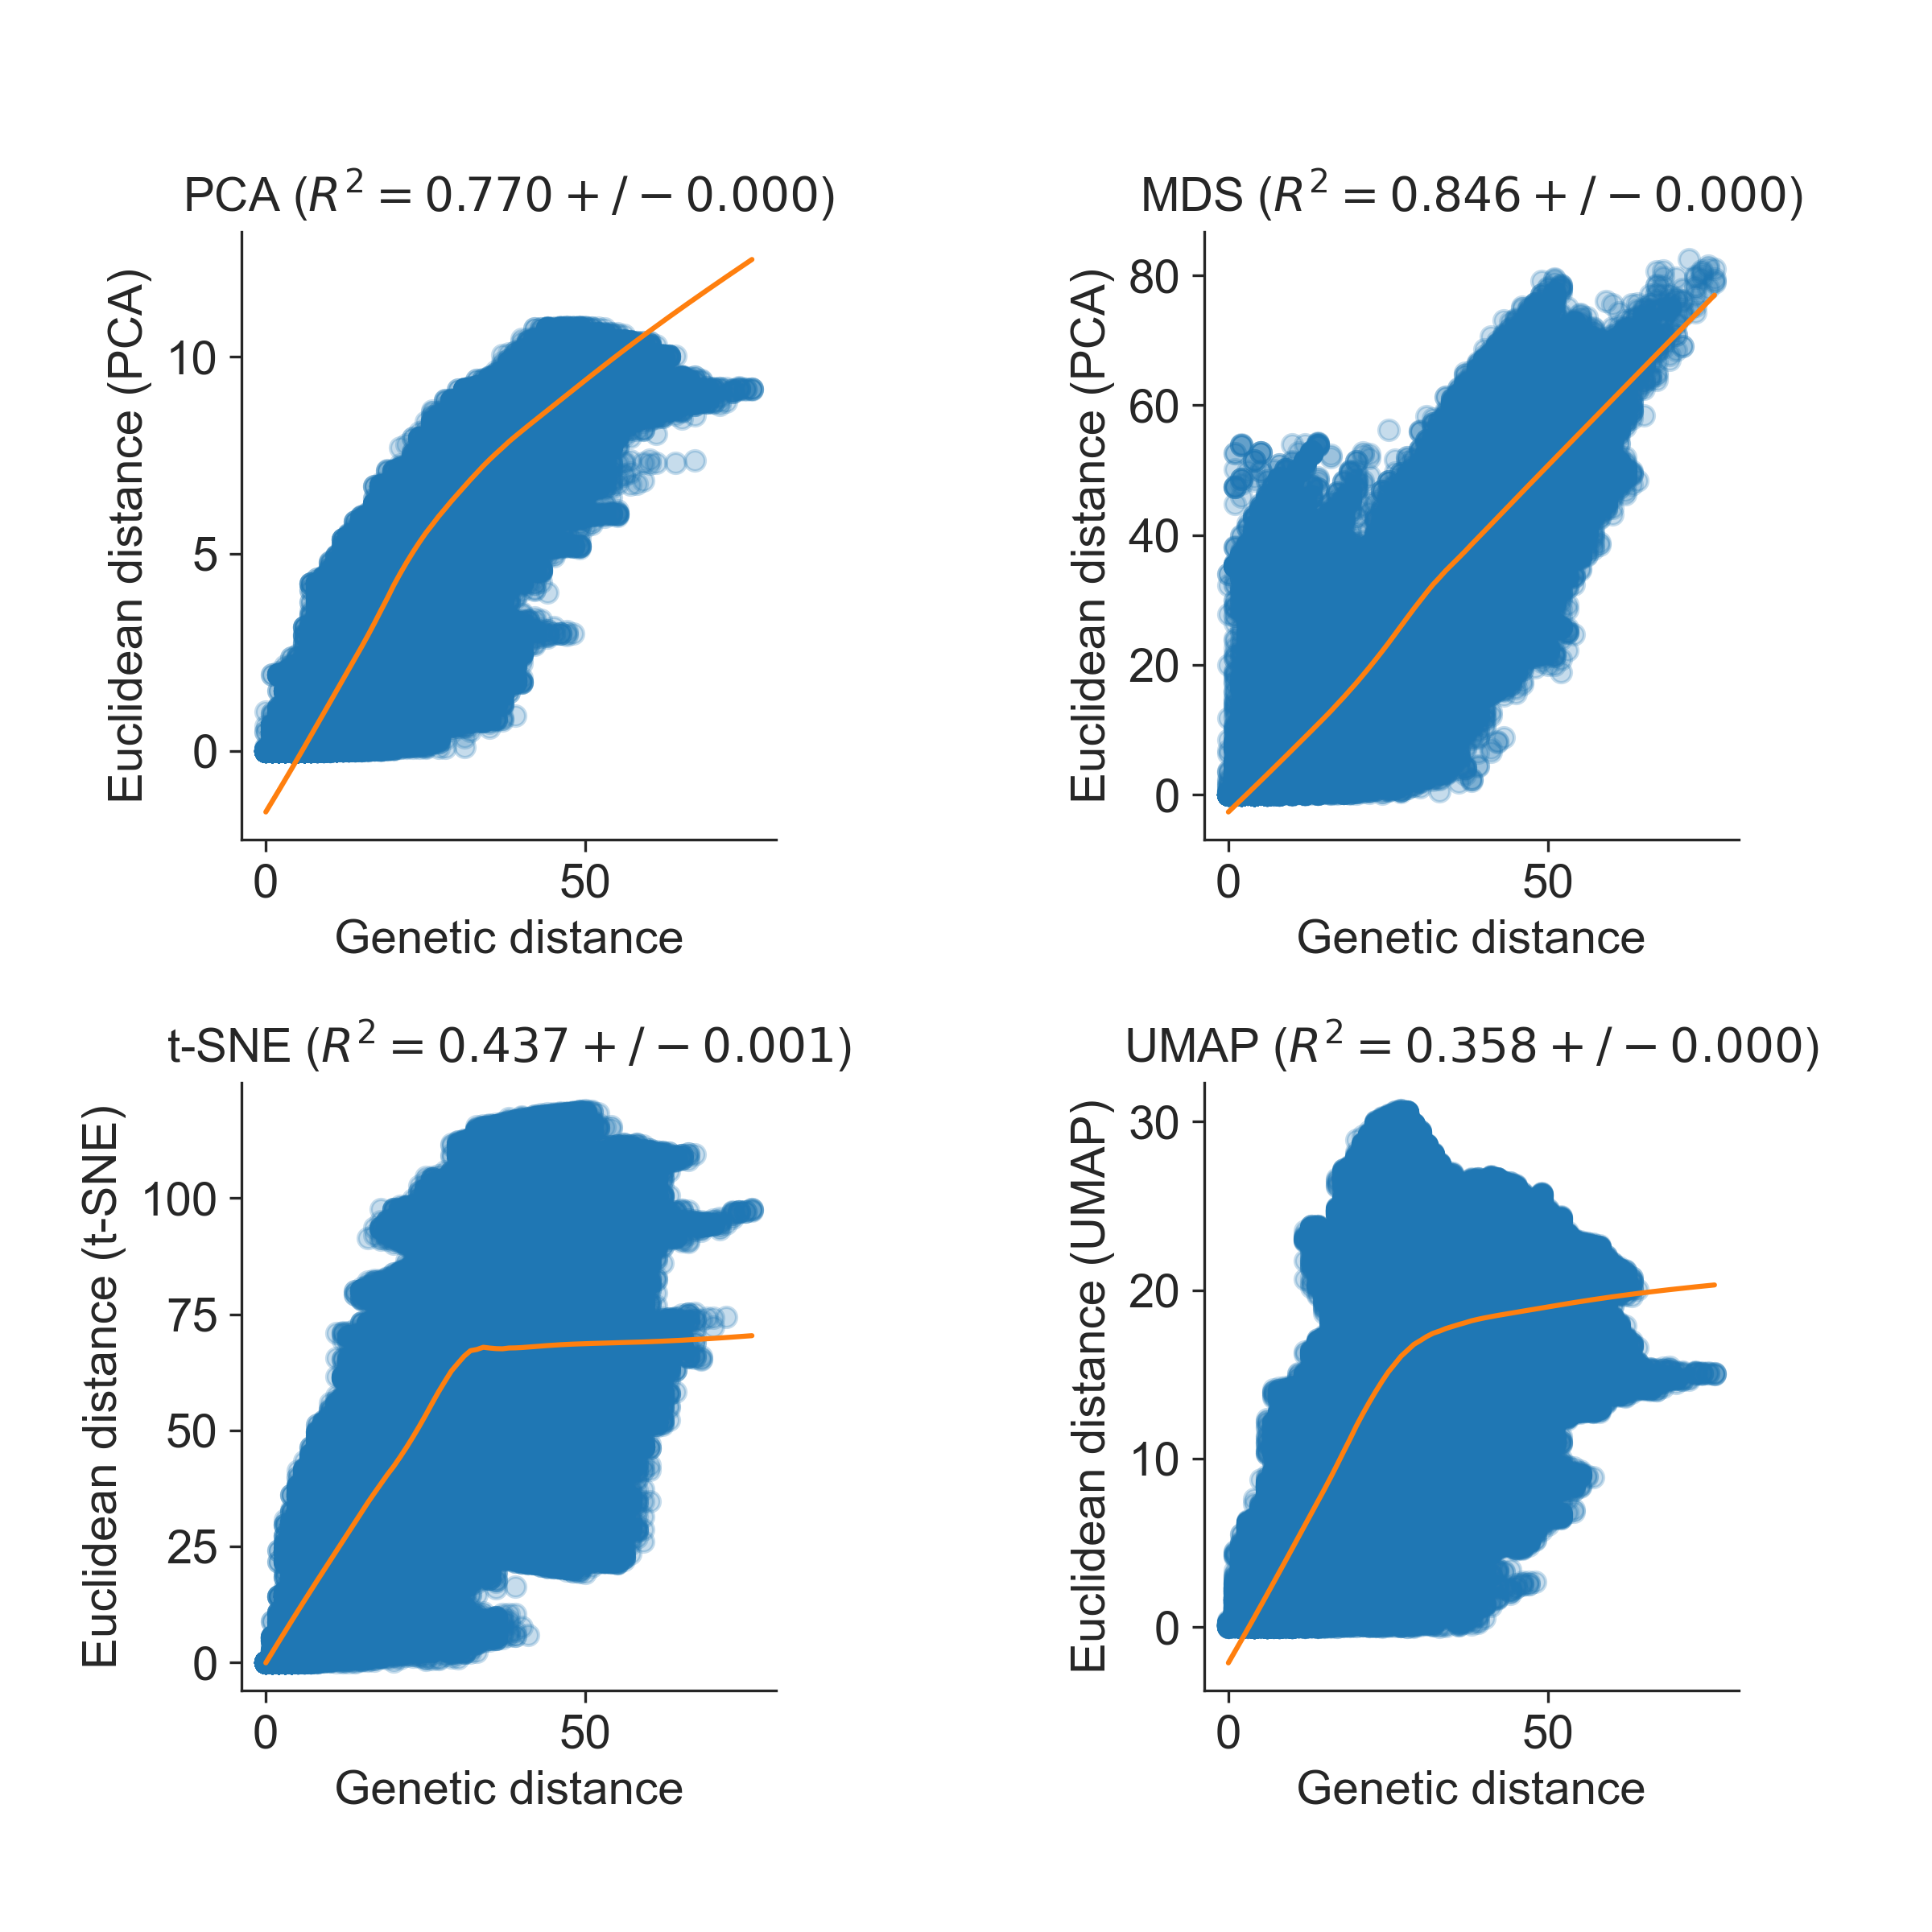 PCA (R² = 0.770 + / − 0.000)
Euclidean distance (PCA)
10
5
0
0 50
Genetic distance
MDS (R² = 0.846 + / − 0.000)
Euclidean distance (PCA)
80
60
40
20
0
0 50
Genetic distance
t-SNE (R² = 0.437 + / − 0.001)
Euclidean distance (t-SNE)
100
75
50
25
0
0 50
Genetic distance
UMAP (R² = 0.358 + / − 0.000)
Euclidean distance (UMAP)
30
20
10
0
0 50
Genetic distance